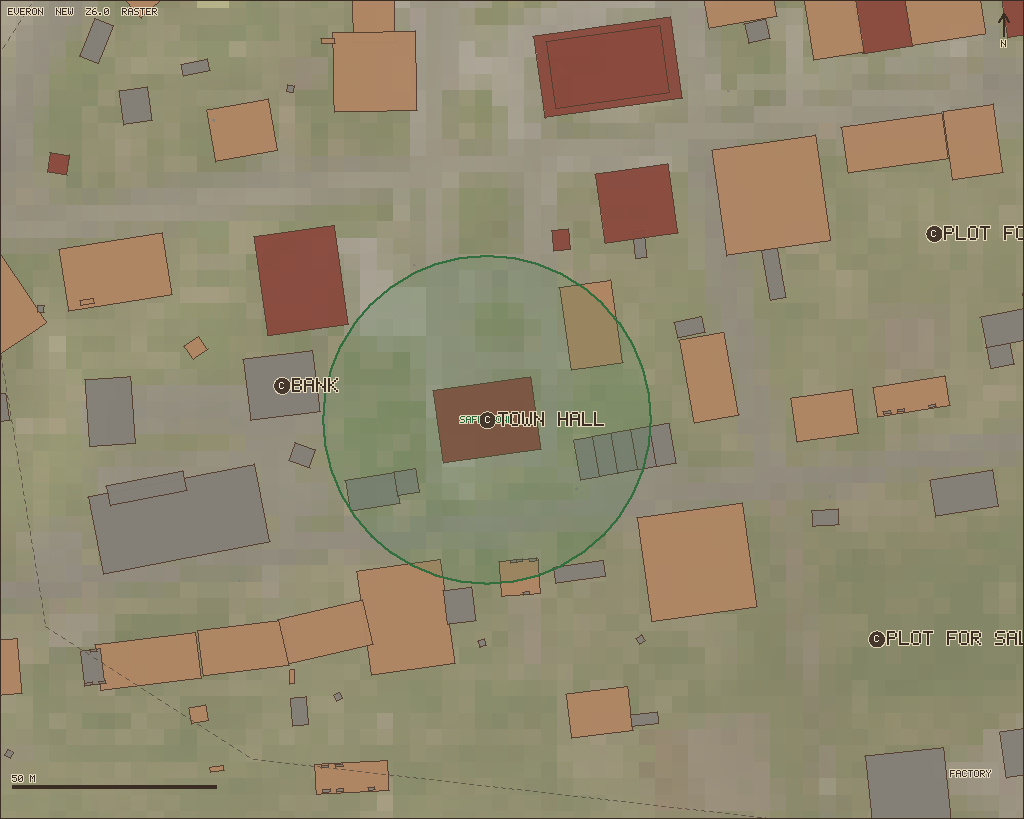 EVERON NEW Z6.0 RASTER
N
C PLOT FO
C BANK
C TOWN HALL
C PLOT FOR SAL
FACTORY
50 M